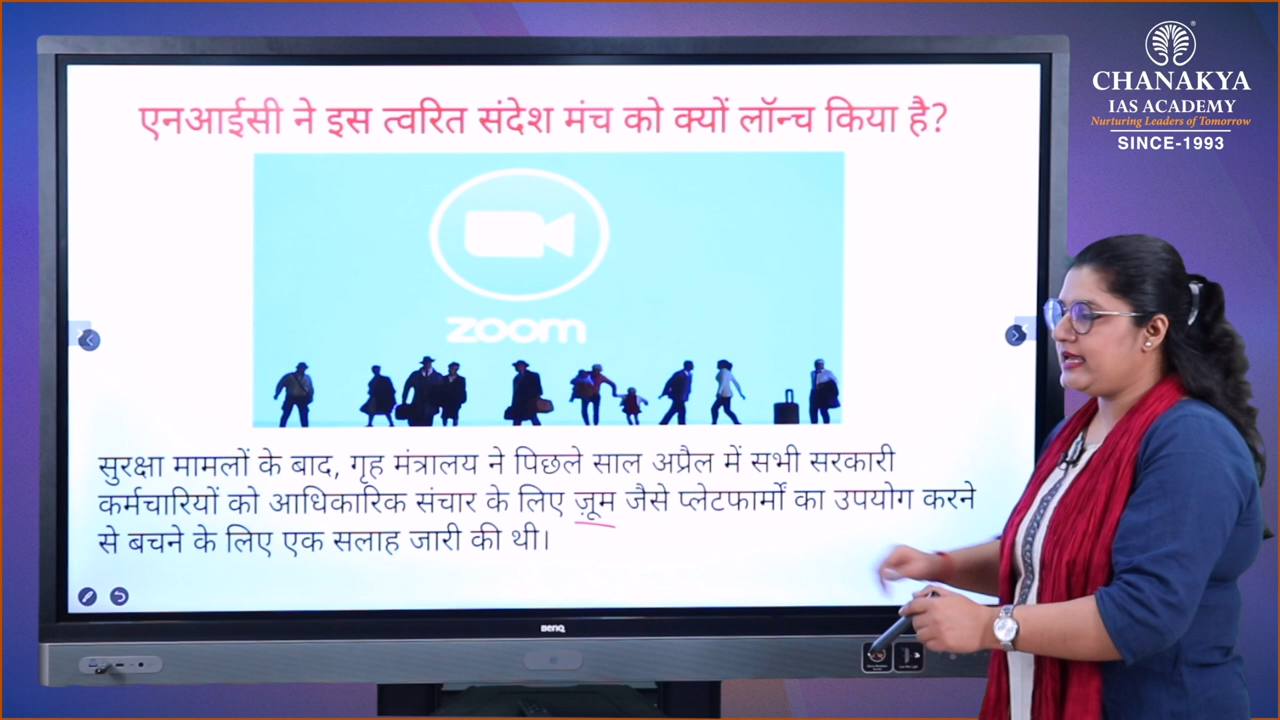 एनआईसी ने इस त्वरित संदेश मंच को क्यों लॉन्च किया है?
zoom
सुरक्षा मामलों के बाद, गृह मंत्रालय ने पिछले साल अप्रैल में सभी सरकारी
कर्मचारियों को आधिकारिक संचार के लिए ज़ूम जैसे प्लेटफार्मों का उपयोग करने
से बचने के लिए एक सलाह जारी की थी।
BenQ
CHANAKYA
IAS ACADEMY
Nurturing Leaders of Tomorrow
SINCE-1993